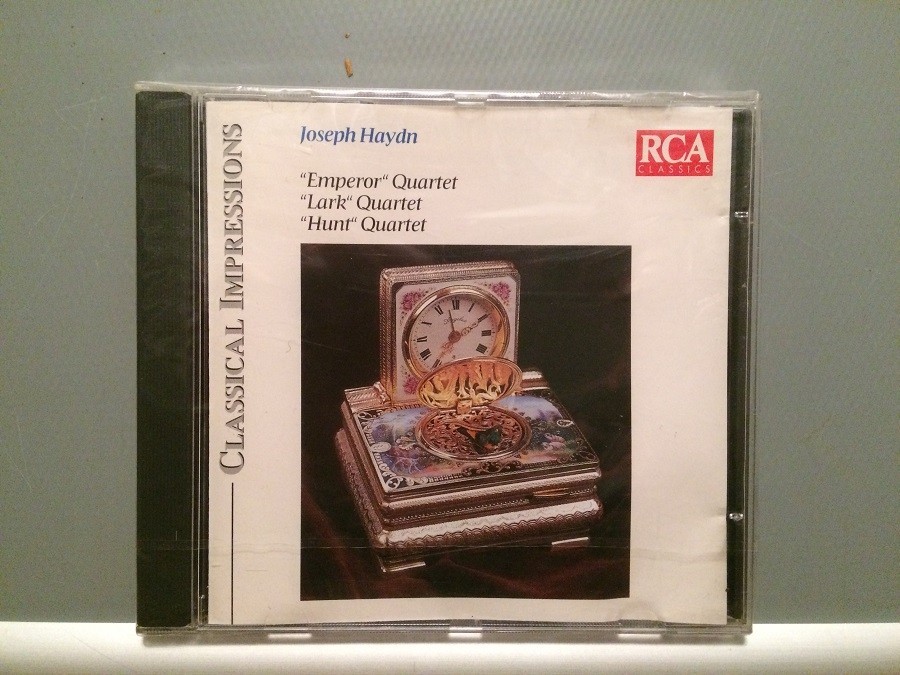 Joseph Haydn
"Emperor" Quartet
"Lark" Quartet
"Hunt" Quartet
RCA
CLASSICS
CLASSICAL IMPRESSIONS